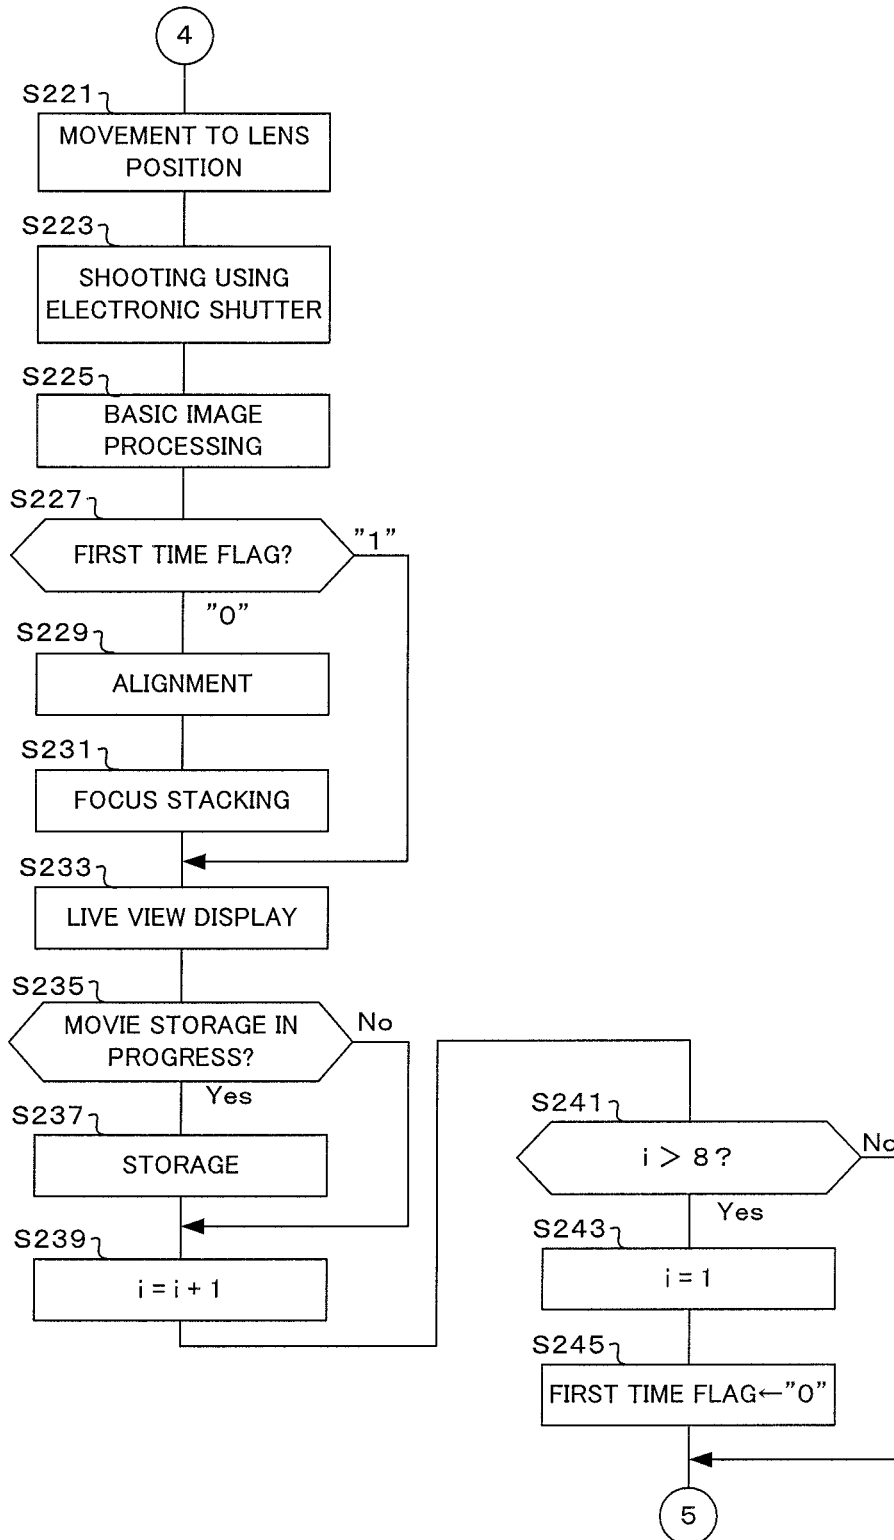 4
S221
MOVEMENT TO LENS
POSITION
S223
SHOOTING USING
ELECTRONIC SHUTTER
S225
BASIC IMAGE
PROCESSING
S227
FIRST TIME FLAG?
"1"
"0"
S229
ALIGNMENT
S231
FOCUS STACKING
S233
LIVE VIEW DISPLAY
S235
MOVIE STORAGE IN
PROGRESS?
No
Yes
S237
STORAGE
S239
i = i + 1
S241
i > 8?
No
Yes
S243
i = 1
S245
FIRST TIME FLAG←"0"
5